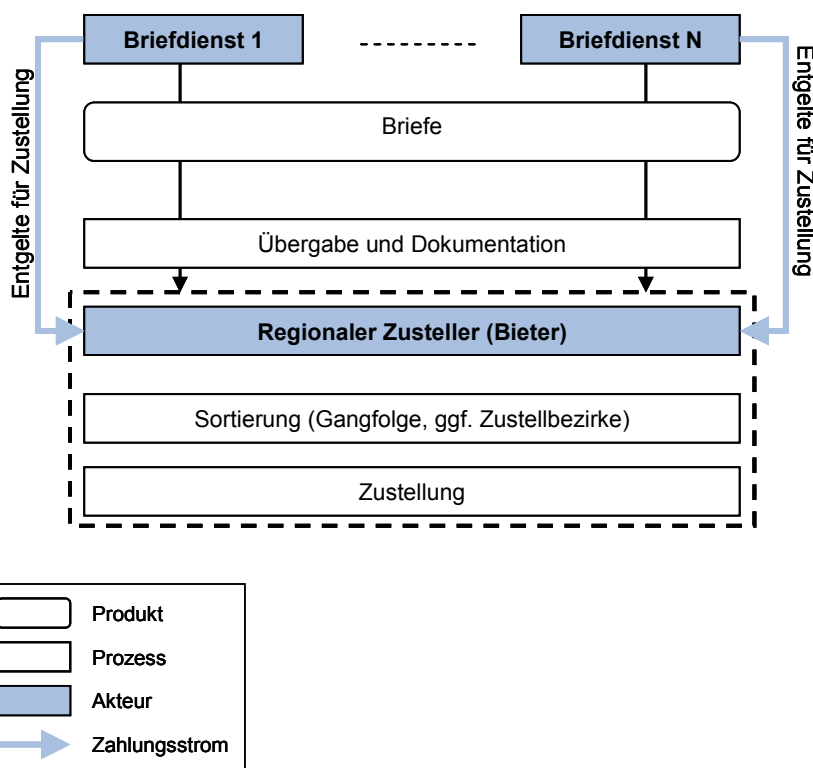 Briefdienst 1
Briefdienst N
Entgelte für Zustellung
Entgelte für Zustellung
Briefe
Übergabe und Dokumentation
Regionaler Zusteller (Bieter)
Sortierung (Gangfolge, ggf. Zustellbezirke)
Zustellung
Produkt
Prozess
Akteur
Zahlungsstrom